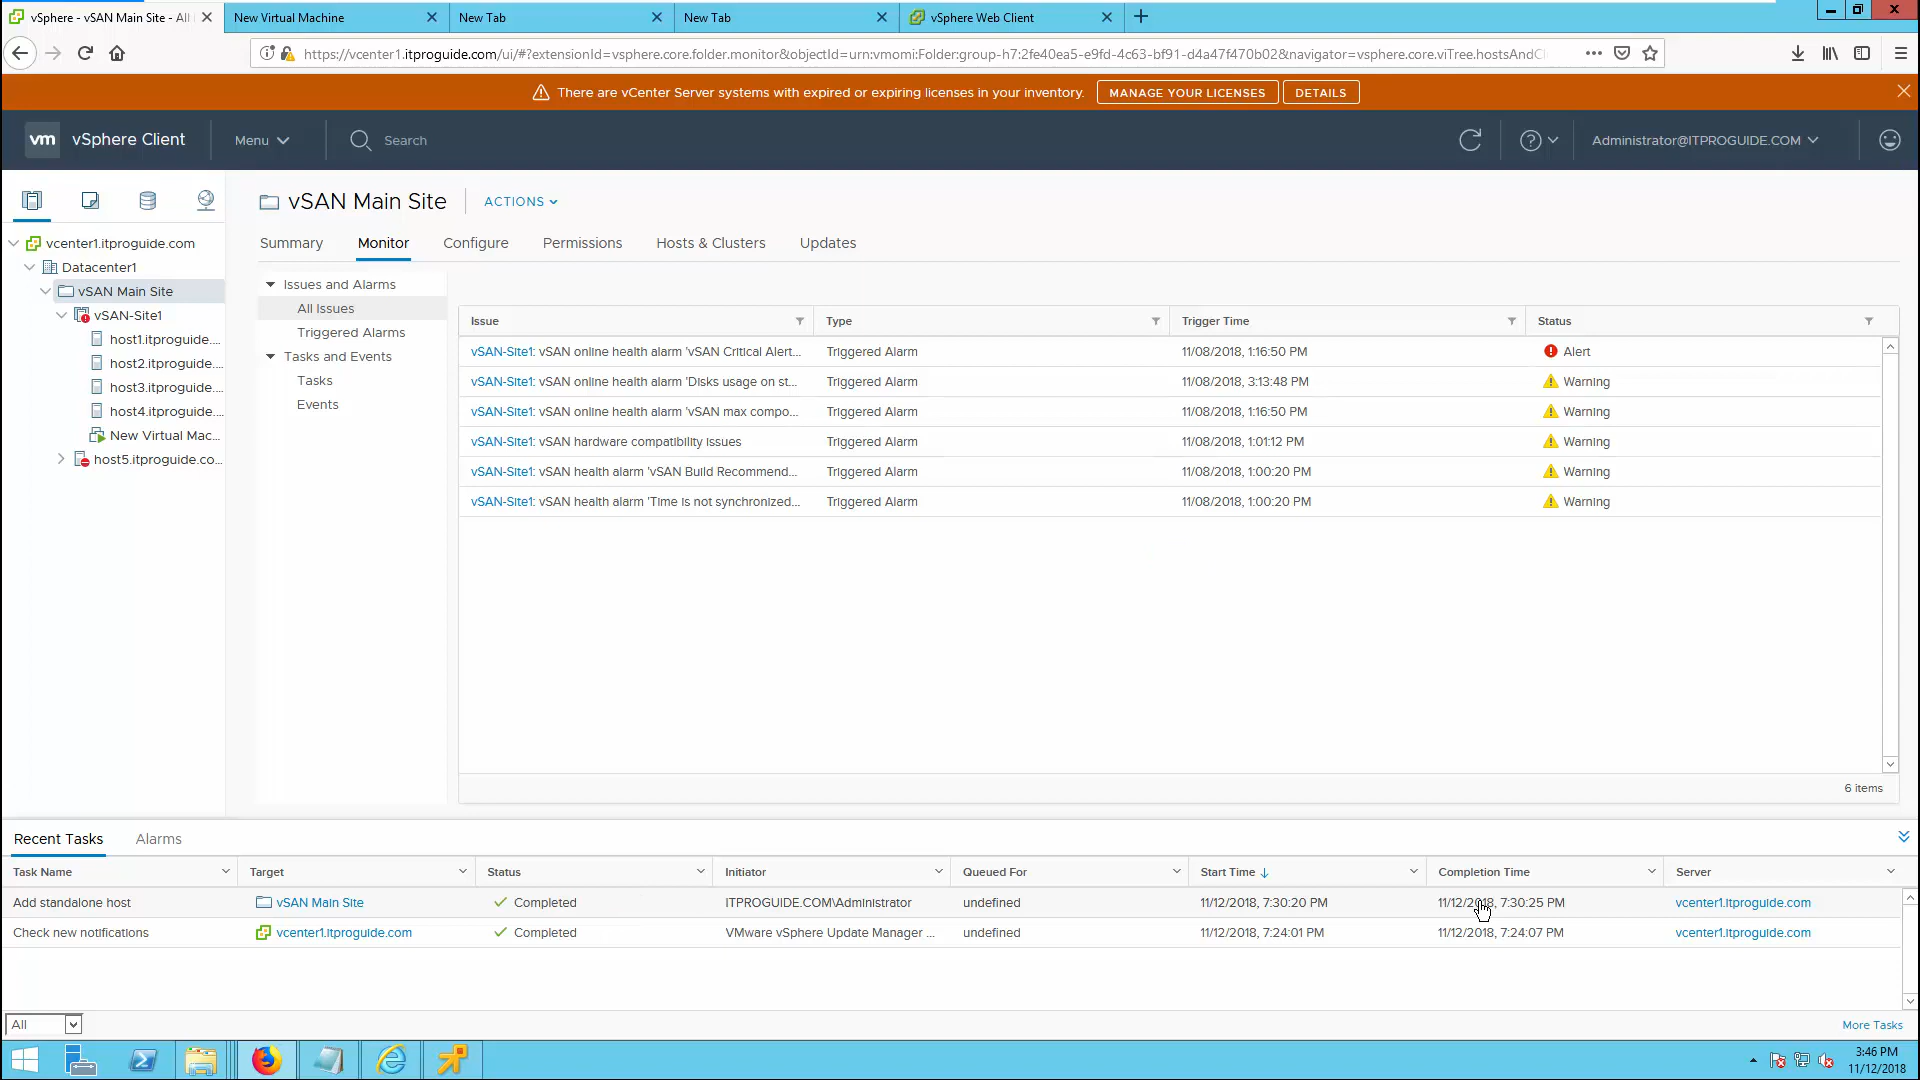 vSphere - vSAN Main Site - All
New Virtual Machine
New Tab
New Tab
vSphere Web Client
https://vcenter1.itproguide.com/ui/#?extensionId=vsphere.core.folder.monitor&objectId=urn:vmomi:Folder:group-h7:2fe40ea5-e9fd-4c63-bf91-d4a47f470b02&navigator=vsphere.core.viTree.hostsAndCl
There are vCenter Server systems with expired or expiring licenses in your inventory.
MANAGE YOUR LICENSES
DETAILS
vm vSphere Client
Menu
Search
Administrator@ITPROGUIDE.COM
vcenter1.itproguide.com
Datacenter1
vSAN Main Site
vSAN-Site1
host1.itproguide....
host2.itproguide....
host3.itproguide....
host4.itproguide....
New Virtual Mac...
host5.itproguide.co...
vSAN Main Site
ACTIONS
Summary Monitor Configure Permissions Hosts & Clusters Updates
Issues and Alarms
All Issues
Triggered Alarms
Tasks and Events
Tasks
Events
Issue Type Trigger Time Status
vSAN-Site1: vSAN online health alarm 'vSAN Critical Alert... Triggered Alarm 11/08/2018, 1:16:50 PM Alert
vSAN-Site1: vSAN online health alarm 'Disks usage on st... Triggered Alarm 11/08/2018, 3:13:48 PM Warning
vSAN-Site1: vSAN online health alarm 'vSAN max compo... Triggered Alarm 11/08/2018, 1:16:50 PM Warning
vSAN-Site1: vSAN hardware compatibility issues Triggered Alarm 11/08/2018, 1:01:12 PM Warning
vSAN-Site1: vSAN health alarm 'vSAN Build Recommend... Triggered Alarm 11/08/2018, 1:00:20 PM Warning
vSAN-Site1: vSAN health alarm 'Time is not synchronized... Triggered Alarm 11/08/2018, 1:00:20 PM Warning
6 items
Recent Tasks Alarms
Task Name Target Status Initiator Queued For Start Time Completion Time Server
Add standalone host vSAN Main Site Completed ITPROGUIDE.COM\Administrator undefined 11/12/2018, 7:30:20 PM 11/12/2018, 7:30:25 PM vcenter1.itproguide.com
Check new notifications vcenter1.itproguide.com Completed VMware vSphere Update Manager ... undefined 11/12/2018, 7:24:01 PM 11/12/2018, 7:24:07 PM vcenter1.itproguide.com
All
More Tasks
3:46 PM
11/12/2018